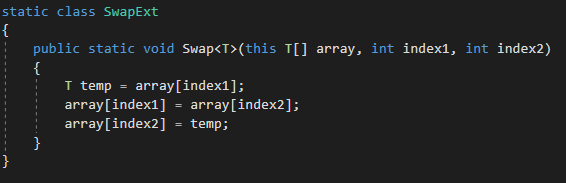 static class SwapExt
{
    public static void Swap<T>(this T[] array, int index1, int index2)
    {
        T temp = array[index1];
        array[index1] = array[index2];
        array[index2] = temp;
    }
}